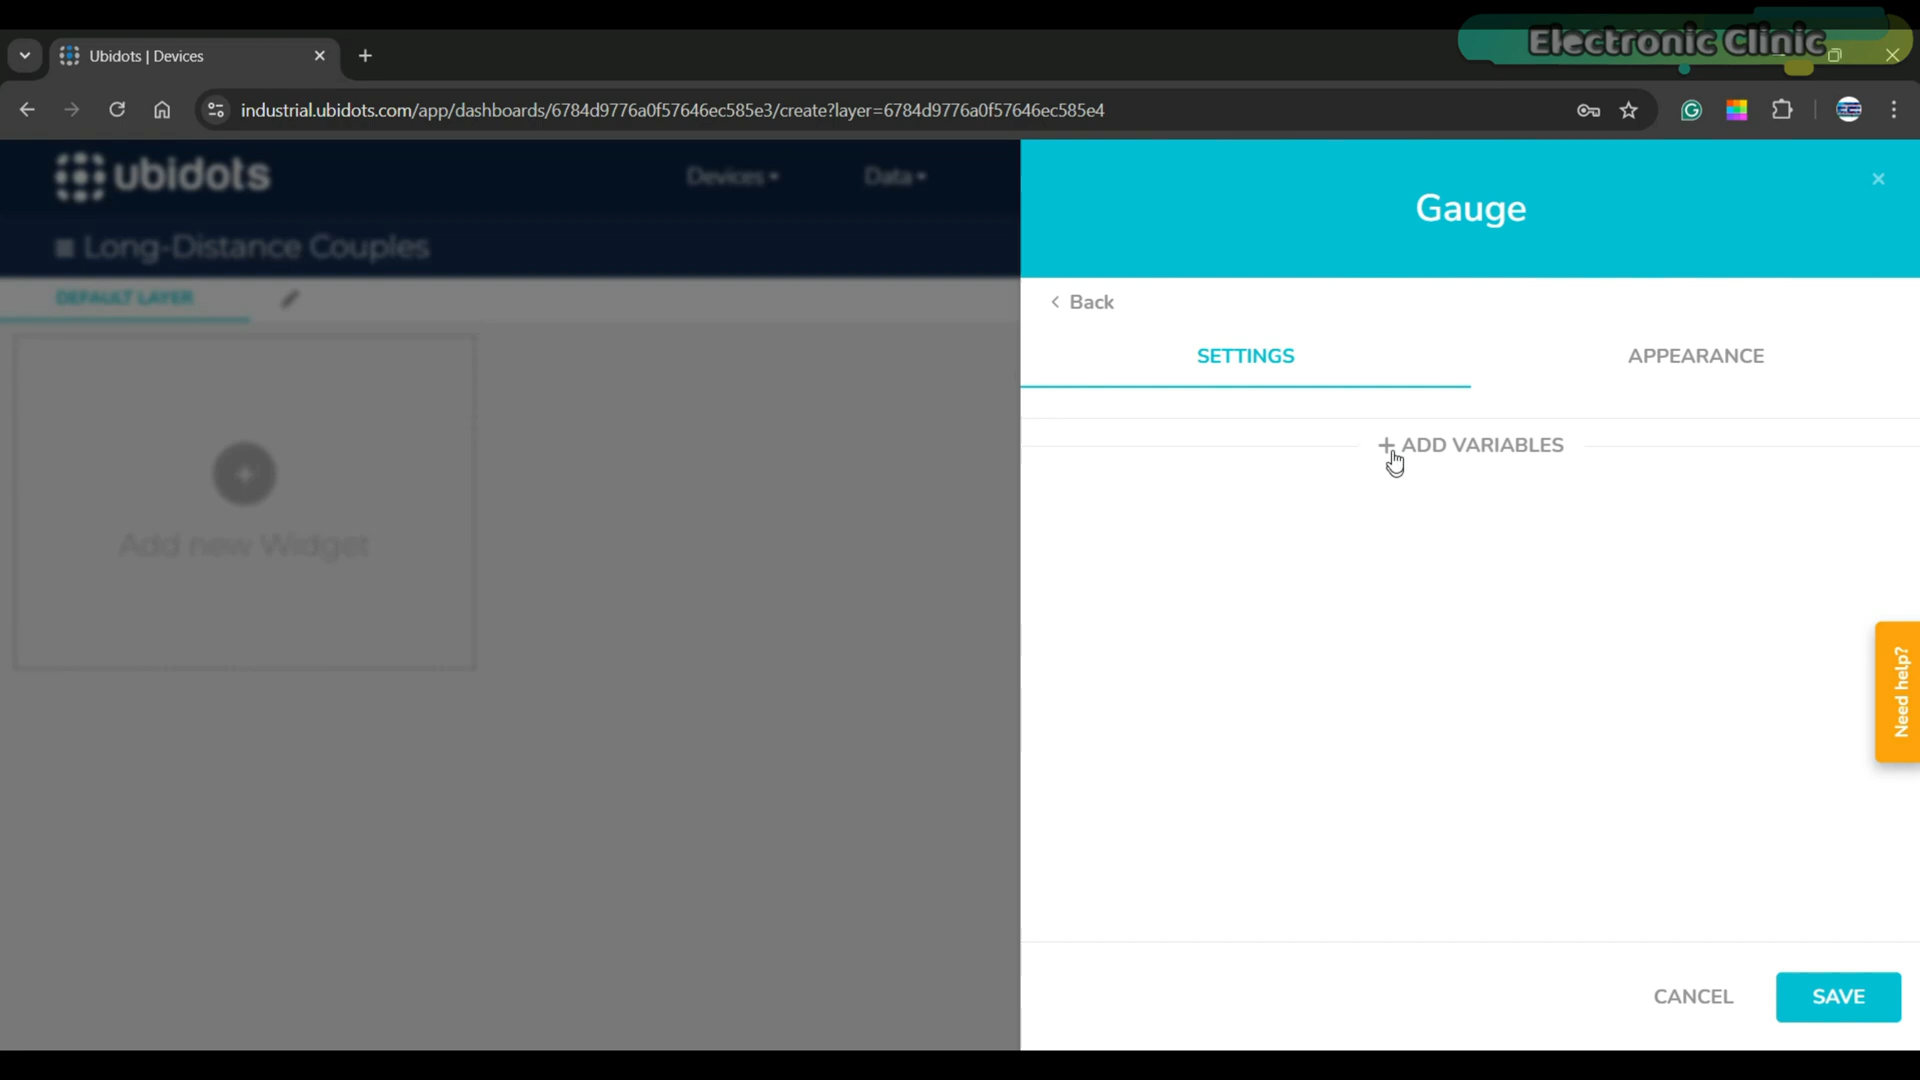 Electronic Clinic
Ubidots | Devices
industrial.ubidots.com/app/dashboards/6784d9776a0f57646ec585e3/create?layer=6784d9776a0f57646ec585e4
ubidots
Devices
Data
Long-Distance Couples
DEFAULT LAYER
Add new Widget
Gauge
Back
SETTINGS
APPEARANCE
ADD VARIABLES
Need help?
CANCEL
SAVE